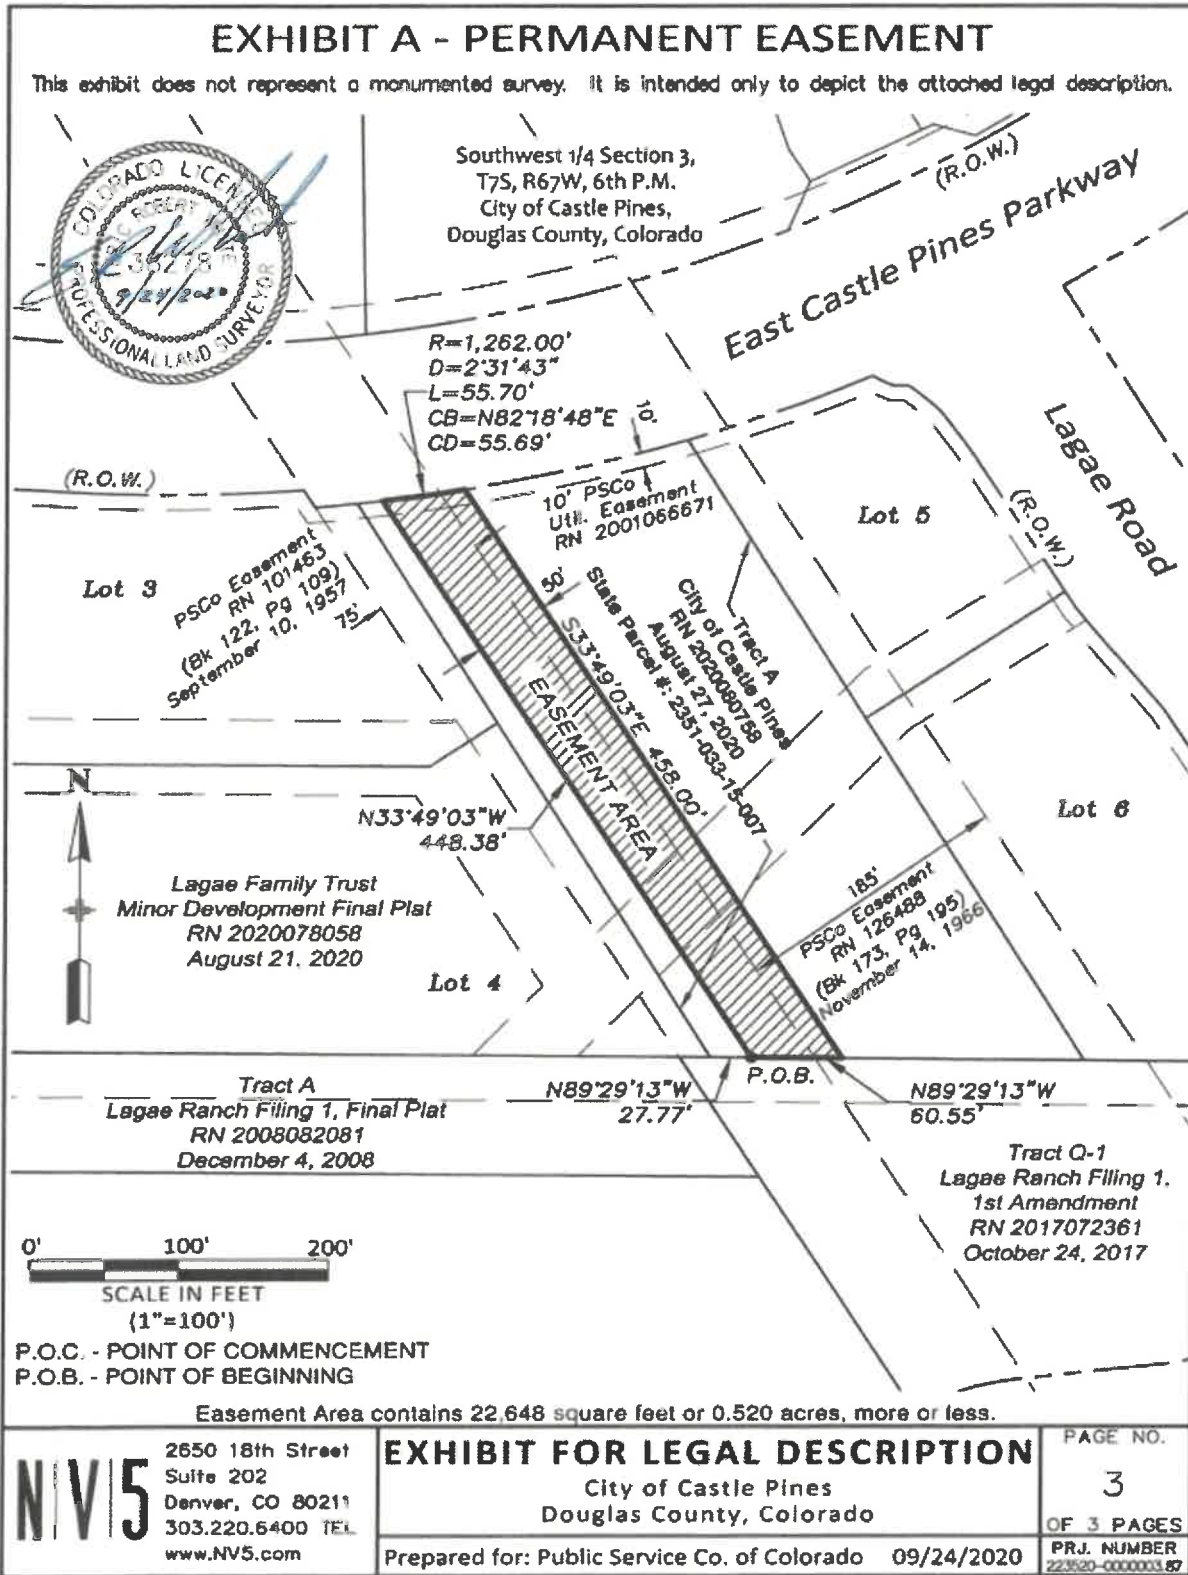 EXHIBIT A - PERMANENT EASEMENT
This exhibit does not represent a monumented survey. It is intended only to depict the attached legal description.
COLORADO LICENSED
ROBERT
38278
9/24/2020
PROFESSIONAL LAND SURVEYOR
Southwest 1/4 Section 3,
T7S, R67W, 6th P.M.
City of Castle Pines,
Douglas County, Colorado
(R.O.W.)
East Castle Pines Parkway
R=1,262.00'
D=2°31'43"
L=55.70'
CB=N82°18'48"E
CD=55.69'
10'
Lagae Road
(R.O.W.)
(R.O.W.)
10' PSCo
Util. Easement
RN 2001066671
Lot 5
Lot 3
PSCo Easement
RN 101463
(Bk 122, Pg 109)
September 10, 1957
75'
50'
S33°49'03"E 458.00'
EASEMENT AREA
Tract A
City of Castle Pines
RN 2020080758
August 27, 2020
State Parcel #: 2351-033-15-007
N
N33°49'03"W
448.38'
Lot 6
Lagae Family Trust
Minor Development Final Plat
RN 2020078058
August 21, 2020
Lot 4
185'
PSCo Easement
RN 126488
(Bk 173, Pg 195)
November 14, 1966
P.O.B.
Tract A
Lagae Ranch Filing 1, Final Plat
RN 2008082081
December 4, 2008
N89°29'13"W
27.77'
N89°29'13"W
60.55'
Tract Q-1
Lagae Ranch Filing 1,
1st Amendment
RN 2017072361
October 24, 2017
0' 100' 200'
SCALE IN FEET
(1"=100')
P.O.C. - POINT OF COMMENCEMENT
P.O.B. - POINT OF BEGINNING
Easement Area contains 22,648 square feet or 0.520 acres, more or less.
N|V|5
2650 18th Street
Suite 202
Denver, CO 80211
303.220.6400 TEL
www.NV5.com
EXHIBIT FOR LEGAL DESCRIPTION
City of Castle Pines
Douglas County, Colorado
Prepared for: Public Service Co. of Colorado 09/24/2020
PAGE NO.
3
OF 3 PAGES
PRJ. NUMBER
223520-0000003.87